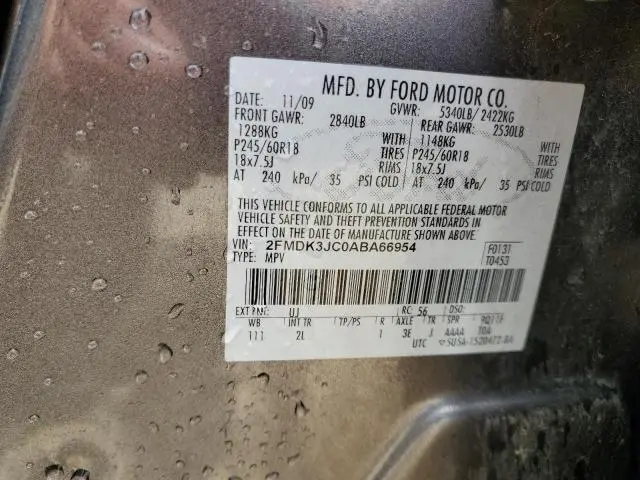 MFD. BY FORD MOTOR CO.
DATE: 11/09 GVWR: 5340LB/ 2422KG
FRONT GAWR: 2840LB REAR GAWR: 2530LB
1288KG WITH 1148KG WITH
P245/60R18 TIRES P245/60R18 TIRES
18x7.5J RIMS 18x7.5J RIMS
AT 240 kPa/ 35 PSI COLD AT 240 kPa/ 35 PSI COLD
THIS VEHICLE CONFORMS TO ALL APPLICABLE FEDERAL MOTOR
VEHICLE SAFETY AND THEFT PREVENTION STANDARDS IN
EFFECT ON THE DATE OF MANUFACTURE SHOWN ABOVE.
VIN: 2FMDK3JC0ABA66954 F0131
TYPE: MPV T0453
EXT PNT: UJ RC: 56 DSO:
WB INT TR TP/PS R AXLE TR SPR
111 2L 1 3E J AAAA
UTC